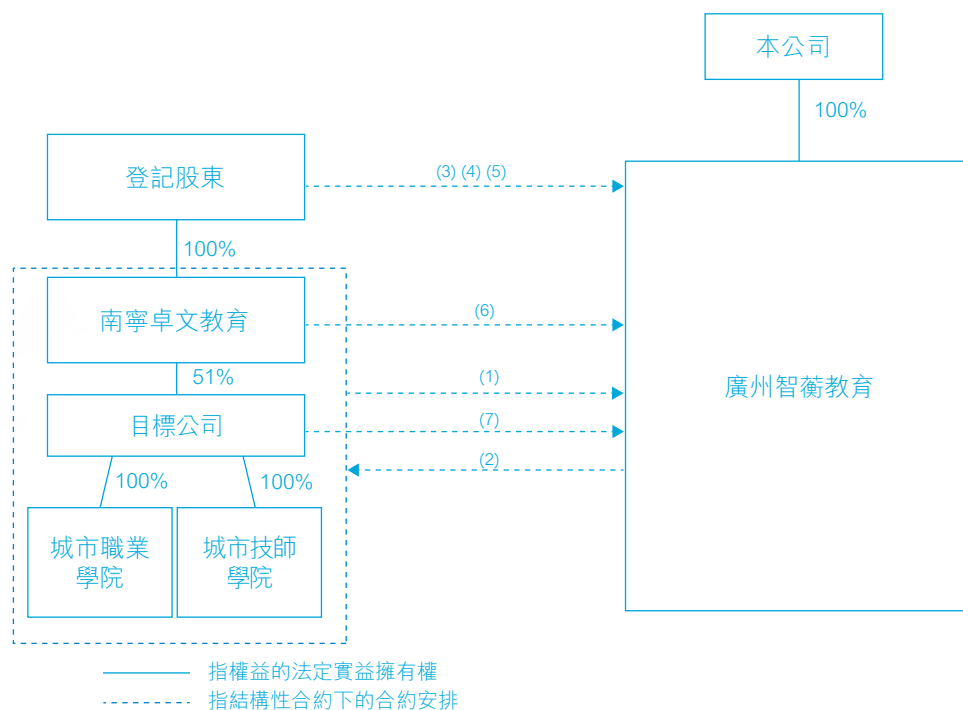 本公司
100%
登記股東
(3) (4) (5)
100%
南寧卓文教育
(6)
51%
(1)
廣州智蘅教育
目標公司
(7)
(2)
100%
100%
城市職業
學院
城市技師
學院
指權益的法定實益擁有權
指結構性合約下的合約安排